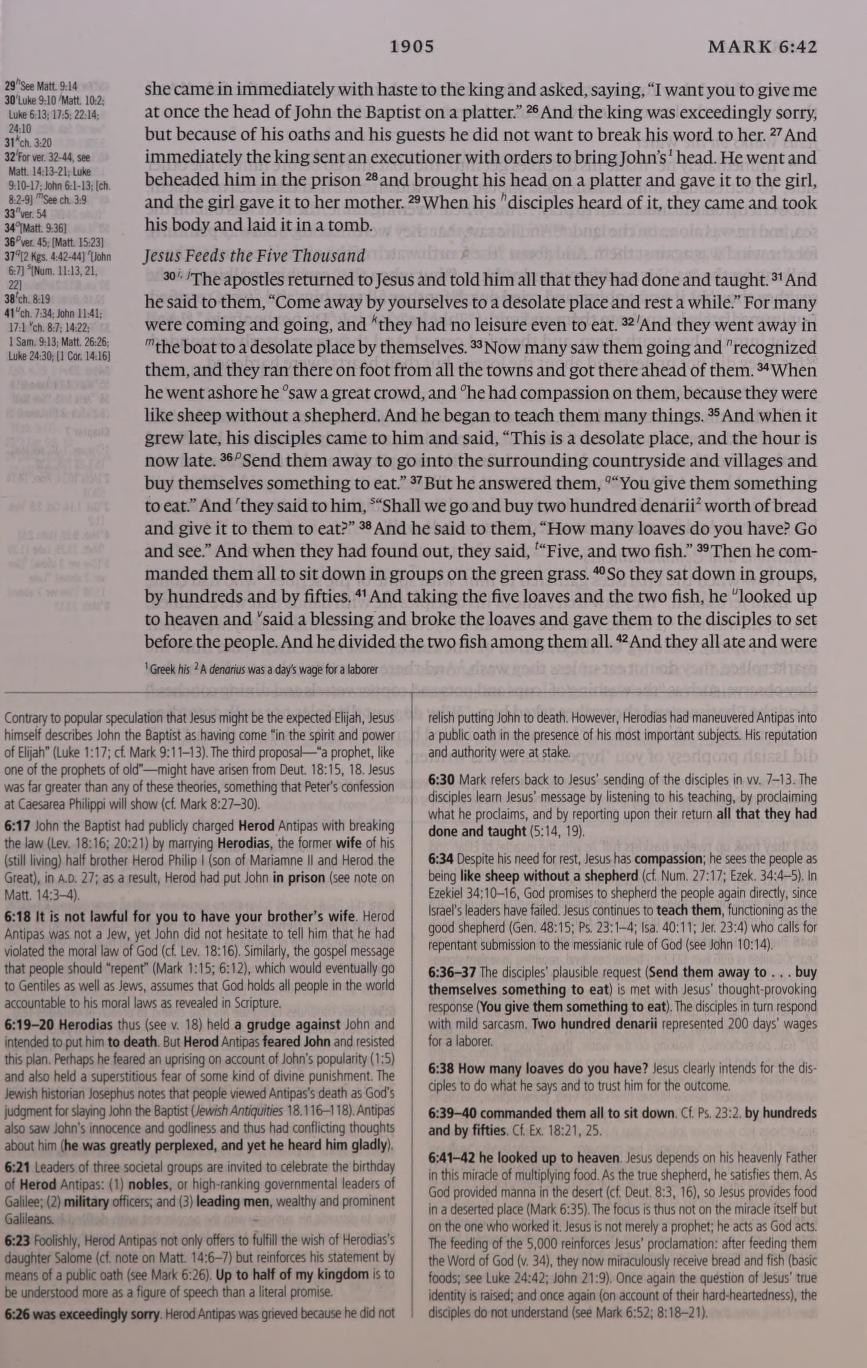 1905
MARK 6:42
29 hSee Matt. 9:14
30 iLuke 9:10 jMatt. 10:2;
Luke 6:13; 17:5; 22:14;
24:10
31 kch. 3:20
32 lFor ver. 32-44, see
Matt. 14:13-21; Luke
9:10-17; John 6:1-13; [ch.
8:2-9] mSee ch. 3:9
33 nver. 54
34 o[Matt. 9:36]
36 pver. 45; [Matt. 15:23]
37 q[2 Kgs. 4:42-44] r[John
6:7] s[Num. 11:13, 21,
22]
38 tch. 8:19
41 uch. 7:34; John 11:41;
17:1 vch. 8:7; 14:22;
1 Sam. 9:13; Matt. 26:26;
Luke 24:30; [1 Cor. 14:16]
she came in immediately with haste to the king and asked, saying, “I want you to give me
at once the head of John the Baptist on a platter.” 26 And the king was exceedingly sorry,
but because of his oaths and his guests he did not want to break his word to her. 27 And
immediately the king sent an executioner with orders to bring John’s1 head. He went and
beheaded him in the prison 28 and brought his head on a platter and gave it to the girl,
and the girl gave it to her mother. 29 When his hdisciples heard of it, they came and took
his body and laid it in a tomb.
Jesus Feeds the Five Thousand
30 i, jThe apostles returned to Jesus and told him all that they had done and taught. 31 And
he said to them, “Come away by yourselves to a desolate place and rest a while.” For many
were coming and going, and kthey had no leisure even to eat. 32 lAnd they went away in
mthe boat to a desolate place by themselves. 33 Now many saw them going and nrecognized
them, and they ran there on foot from all the towns and got there ahead of them. 34 When
he went ashore he osaw a great crowd, and ohe had compassion on them, because they were
like sheep without a shepherd. And he began to teach them many things. 35 And when it
grew late, his disciples came to him and said, “This is a desolate place, and the hour is
now late. 36 pSend them away to go into the surrounding countryside and villages and
buy themselves something to eat.” 37 But he answered them, q“You give them something
to eat.” And rthey said to him, s“Shall we go and buy two hundred denarii2 worth of bread
and give it to them to eat?” 38 And he said to them, “How many loaves do you have? Go
and see.” And when they had found out, they said, t“Five, and two fish.” 39 Then he com-
manded them all to sit down in groups on the green grass. 40 So they sat down in groups,
by hundreds and by fifties. 41 And taking the five loaves and the two fish, he ulooked up
to heaven and vsaid a blessing and broke the loaves and gave them to the disciples to set
before the people. And he divided the two fish among them all. 42 And they all ate and were
1 Greek his 2 A denarius was a day’s wage for a laborer
Contrary to popular speculation that Jesus might be the expected Elijah, Jesus
himself describes John the Baptist as having come “in the spirit and power
of Elijah” (Luke 1:17; cf. Mark 9:11–13). The third proposal—“a prophet, like
one of the prophets of old”—might have arisen from Deut. 18:15, 18. Jesus
was far greater than any of these theories, something that Peter’s confession
at Caesarea Philippi will show (cf. Mark 8:27–30).
6:17 John the Baptist had publicly charged Herod Antipas with breaking
the law (Lev. 18:16; 20:21) by marrying Herodias, the former wife of his
(still living) half brother Herod Philip I (son of Mariamne II and Herod the
Great), in A.D. 27; as a result, Herod had put John in prison (see note on
Matt. 14:3–4).
6:18 It is not lawful for you to have your brother’s wife. Herod
Antipas was not a Jew, yet John did not hesitate to tell him that he had
violated the moral law of God (cf. Lev. 18:16). Similarly, the gospel message
that people should “repent” (Mark 1:15; 6:12), which would eventually go
to Gentiles as well as Jews, assumes that God holds all people in the world
accountable to his moral laws as revealed in Scripture.
6:19–20 Herodias thus (see v. 18) held a grudge against John and
intended to put him to death. But Herod Antipas feared John and resisted
this plan. Perhaps he feared an uprising on account of John’s popularity (1:5)
and also held a superstitious fear of some kind of divine punishment. The
Jewish historian Josephus notes that people viewed Antipas’s death as God’s
judgment for slaying John the Baptist (Jewish Antiquities 18.116–118). Antipas
also saw John’s innocence and godliness and thus had conflicting thoughts
about him (he was greatly perplexed, and yet he heard him gladly).
6:21 Leaders of three societal groups are invited to celebrate the birthday
of Herod Antipas: (1) nobles, or high-ranking governmental leaders of
Galilee; (2) military officers; and (3) leading men, wealthy and prominent
Galileans.
6:23 Foolishly, Herod Antipas not only offers to fulfill the wish of Herodias’s
daughter Salome (cf. note on Matt. 14:6–7) but reinforces his statement by
means of a public oath (see Mark 6:26). Up to half of my kingdom is to
be understood more as a figure of speech than a literal promise.
6:26 was exceedingly sorry. Herod Antipas was grieved because he did not
relish putting John to death. However, Herodias had maneuvered Antipas into
a public oath in the presence of his most important subjects. His reputation
and authority were at stake.
6:30 Mark refers back to Jesus’ sending of the disciples in vv. 7–13. The
disciples learn Jesus’ message by listening to his teaching, by proclaiming
what he proclaims, and by reporting upon their return all that they had
done and taught (5:14, 19).
6:34 Despite his need for rest, Jesus has compassion; he sees the people as
being like sheep without a shepherd (cf. Num. 27:17; Ezek. 34:4–5). In
Ezekiel 34:10–16, God promises to shepherd the people again directly, since
Israel’s leaders have failed. Jesus continues to teach them, functioning as the
good shepherd (Gen. 48:15; Ps. 23:1–4; Isa. 40:11; Jer. 23:4) who calls for
repentant submission to the messianic rule of God (see John 10:14).
6:36–37 The disciples’ plausible request (Send them away to . . . buy
themselves something to eat) is met with Jesus’ thought-provoking
response (You give them something to eat). The disciples in turn respond
with mild sarcasm. Two hundred denarii represented 200 days’ wages
for a laborer.
6:38 How many loaves do you have? Jesus clearly intends for the dis-
ciples to do what he says and to trust him for the outcome.
6:39–40 commanded them all to sit down. Cf. Ps. 23:2. by hundreds
and by fifties. Cf. Ex. 18:21, 25.
6:41–42 he looked up to heaven. Jesus depends on his heavenly Father
in this miracle of multiplying food. As the true shepherd, he satisfies them. As
God provided manna in the desert (cf. Deut. 8:3, 16), so Jesus provides food
in a deserted place (Mark 6:35). The focus is thus not on the miracle itself but
on the one who worked it. Jesus is not merely a prophet; he acts as God acts.
The feeding of the 5,000 reinforces Jesus’ proclamation: after feeding them
the Word of God (v. 34), they now miraculously receive bread and fish (basic
foods; see Luke 24:42; John 21:9). Once again the question of Jesus’ true
identity is raised; and once again (on account of their hard-heartedness), the
disciples do not understand (see Mark 6:52; 8:18–21).